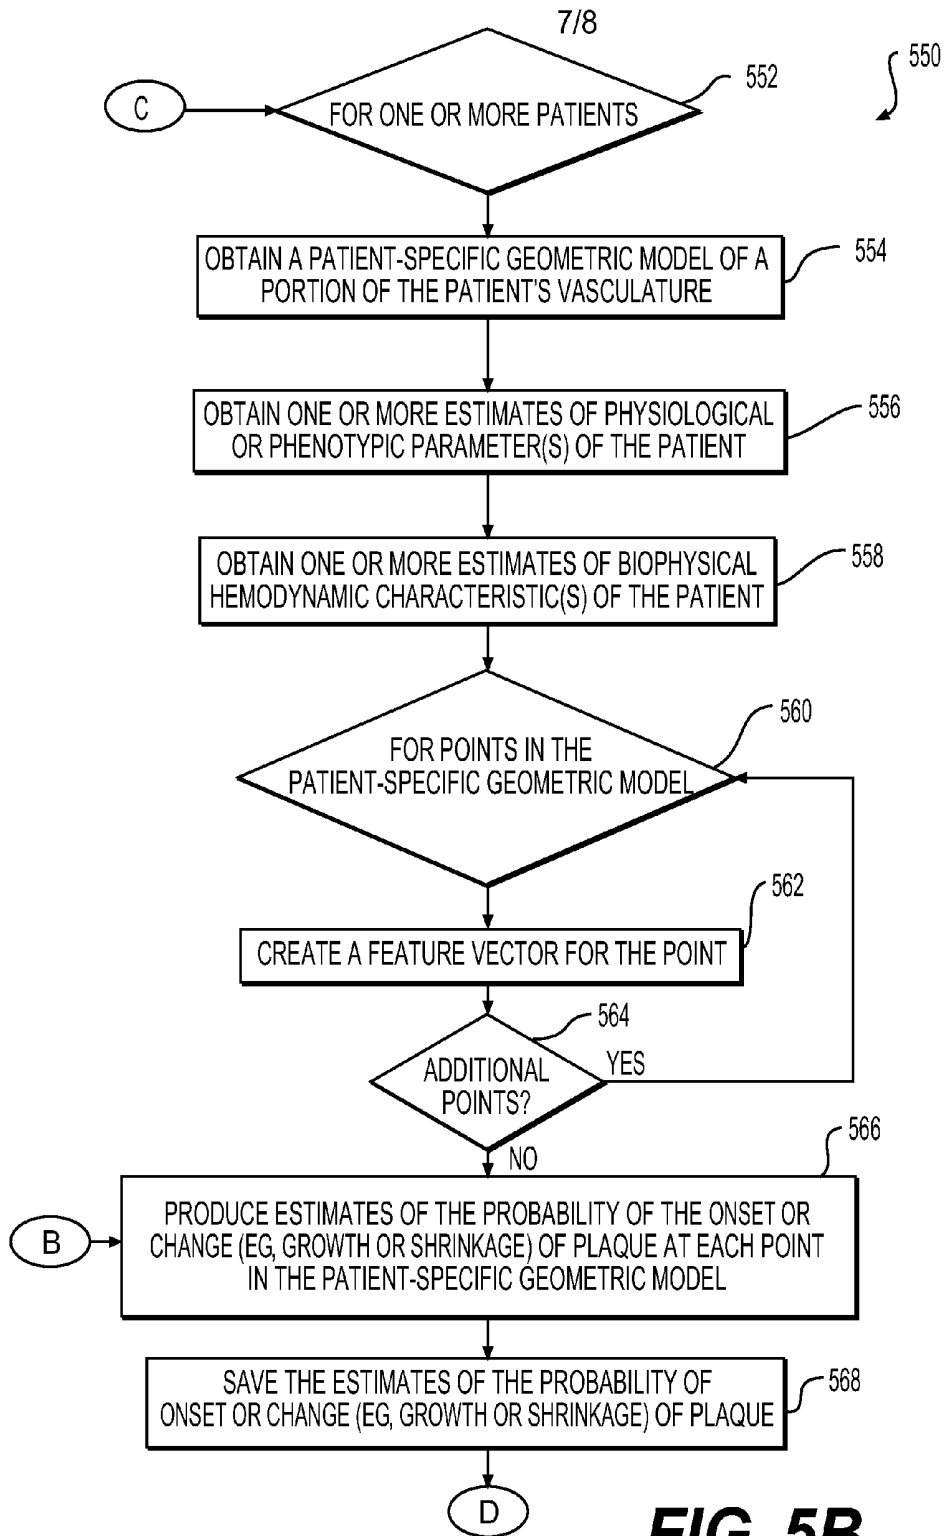 7/8
550
552
C
FOR ONE OR MORE PATIENTS
554
OBTAIN A PATIENT-SPECIFIC GEOMETRIC MODEL OF A
PORTION OF THE PATIENT'S VASCULATURE
556
OBTAIN ONE OR MORE ESTIMATES OF PHYSIOLOGICAL
OR PHENOTYPIC PARAMETER(S) OF THE PATIENT
558
OBTAIN ONE OR MORE ESTIMATES OF BIOPHYSICAL
HEMODYNAMIC CHARACTERISTIC(S) OF THE PATIENT
560
FOR POINTS IN THE
PATIENT-SPECIFIC GEOMETRIC MODEL
562
CREATE A FEATURE VECTOR FOR THE POINT
564
ADDITIONAL
POINTS?
YES
NO
566
B
PRODUCE ESTIMATES OF THE PROBABILITY OF THE ONSET OR
CHANGE (EG, GROWTH OR SHRINKAGE) OF PLAQUE AT EACH POINT
IN THE PATIENT-SPECIFIC GEOMETRIC MODEL
568
SAVE THE ESTIMATES OF THE PROBABILITY OF
ONSET OR CHANGE (EG, GROWTH OR SHRINKAGE) OF PLAQUE
D
FIG. 5B